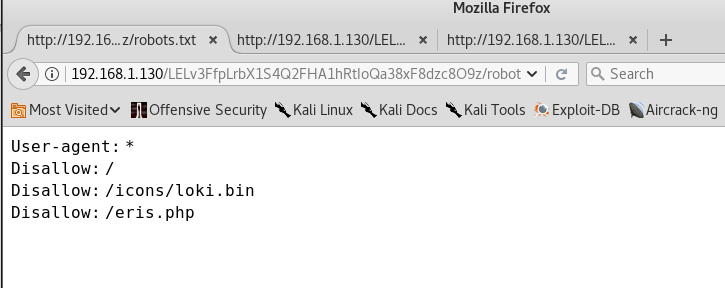 Mozilla Firefox
http://192.16...z/robots.txt × http://192.168.1.130/LEL... × http://192.168.1.130/LEL... × +
192.168.1.130/LELv3FfpLrbX1S4Q2FHA1hRtIoQa38xF8dzc8O9z/robot Search
Most Visited Offensive Security Kali Linux Kali Docs Kali Tools Exploit-DB Aircrack-ng
User-agent: *
Disallow: /
Disallow: /icons/loki.bin
Disallow: /eris.php